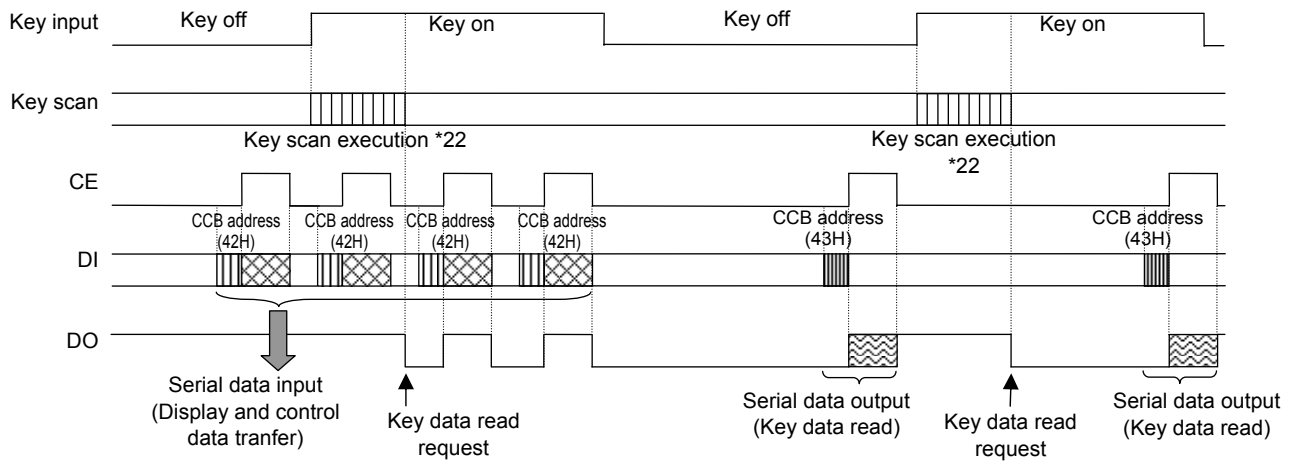 Key input
Key off
Key on
Key off
Key on
Key scan
Key scan execution *22
Key scan execution
*22
CE
CCB address
(42H)
CCB address
(42H)
CCB address
(42H)
CCB address
(42H)
CCB address
(43H)
CCB address
(43H)
DI
DO
Serial data input
(Display and control
data tranfer)
Key data read
request
Serial data output
(Key data read)
Key data read
request
Serial data output
(Key data read)